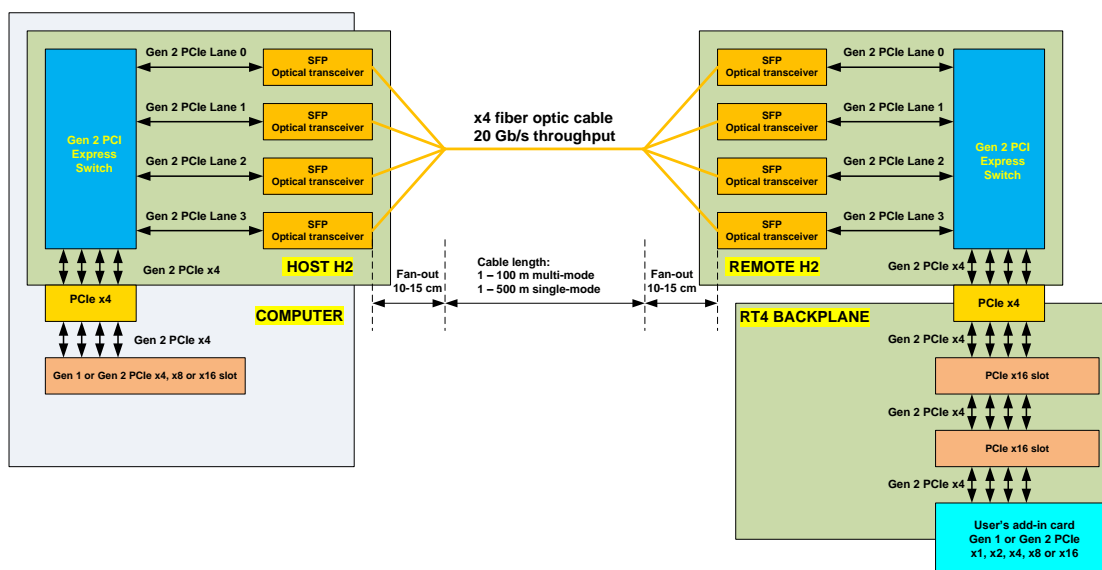 Gen 2 PCIe Lane 0
SFP
Optical transceiver
Gen 2 PCIe Lane 1
SFP
Optical transceiver
Gen 2 PCI
Express
Switch
Gen 2 PCIe Lane 2
SFP
Optical transceiver
Gen 2 PCIe Lane 3
SFP
Optical transceiver
Gen 2 PCIe x4
HOST H2
PCIe x4
COMPUTER
Gen 2 PCIe x4
Gen 1 or Gen 2 PCIe x4, x8 or x16 slot
x4 fiber optic cable
20 Gb/s throughput
Fan-out
10-15 cm
Cable length:
1 – 100 m multi-mode
1 – 500 m single-mode
Fan-out
10-15 cm
SFP
Optical transceiver
Gen 2 PCIe Lane 0
SFP
Optical transceiver
Gen 2 PCIe Lane 1
SFP
Optical transceiver
Gen 2 PCIe Lane 2
Gen 2 PCI
Express
Switch
SFP
Optical transceiver
Gen 2 PCIe Lane 3
REMOTE H2
Gen 2 PCIe x4
PCIe x4
RT4 BACKPLANE
Gen 2 PCIe x4
PCIe x16 slot
Gen 2 PCIe x4
PCIe x16 slot
Gen 2 PCIe x4
User's add-in card
Gen 1 or Gen 2 PCIe
x1, x2, x4, x8 or x16